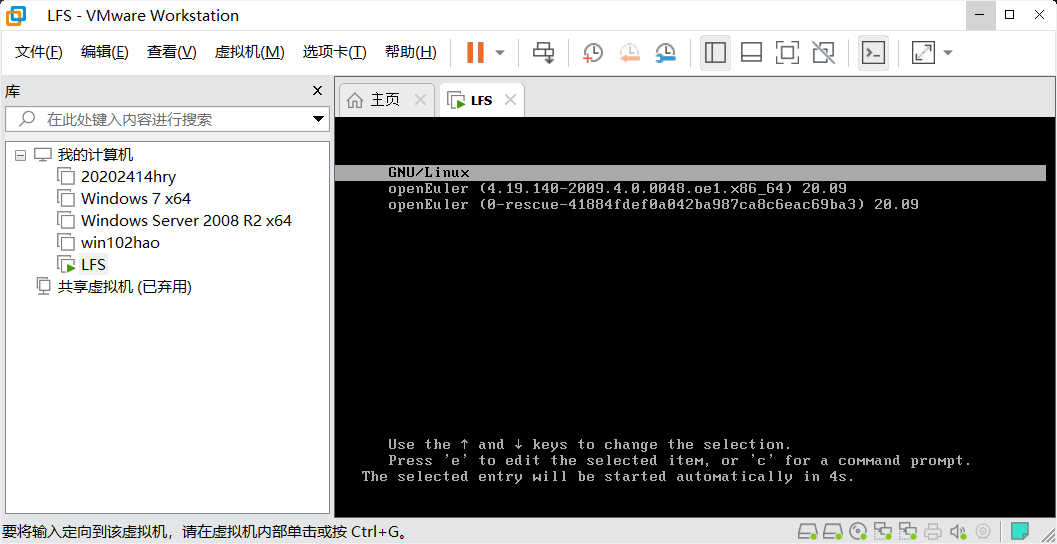 LFS - VMware Workstation
文件(F) 编辑(E) 查看(V) 虚拟机(M) 选项卡(T) 帮助(H)
库
在此处键入内容进行搜索
我的计算机
20202414hry
Windows 7 x64
Windows Server 2008 R2 x64
win102hao
LFS
共享虚拟机 (已弃用)
主页 LFS
GNU/Linux
openEuler (4.19.140-2009.4.0.0048.oe1.x86_64) 20.09
openEuler (0-rescue-41884fdef0a042ba987ca8c6eac69ba3) 20.09
Use the ↑ and ↓ keys to change the selection.
Press 'e' to edit the selected item, or 'c' for a command prompt.
The selected entry will be started automatically in 4s.
要将输入定向到该虚拟机，请在虚拟机内部单击或按 Ctrl+G。